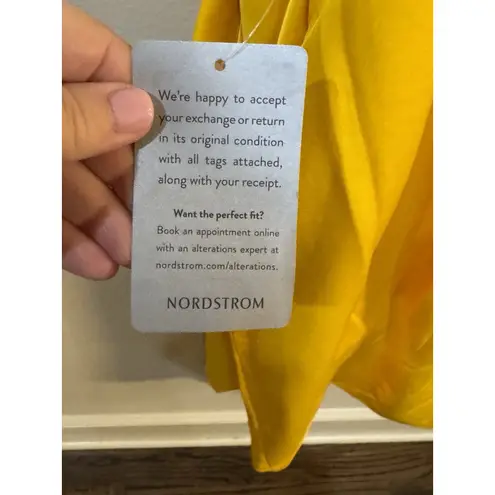 We're happy to accept
your exchange or return
in its original condition
with all tags attached,
along with your receipt.
Want the perfect fit?
Book an appointment online
with an alterations expert at
nordstrom.com/alterations.
NORDSTROM